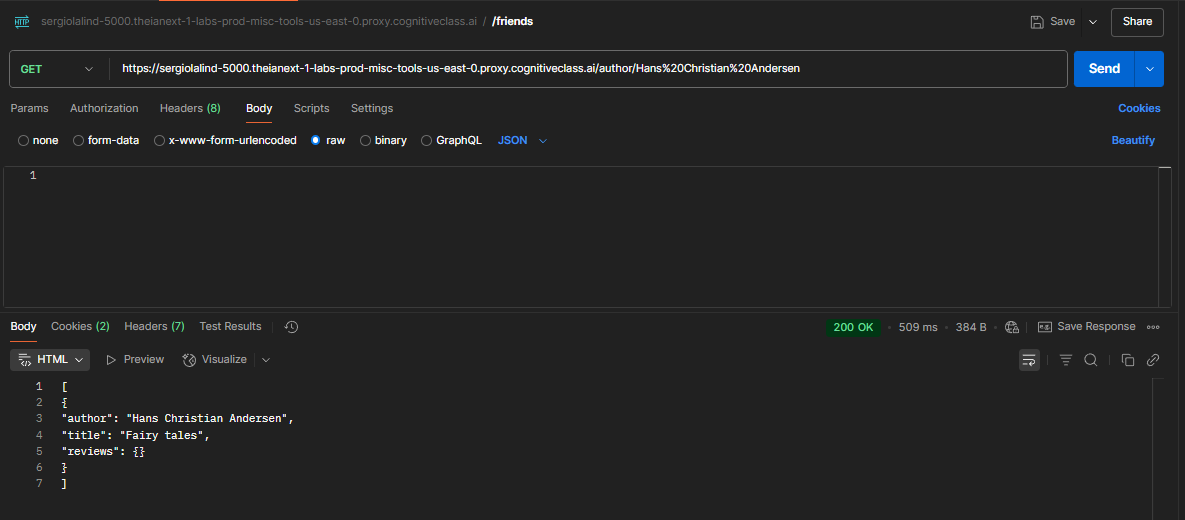 HTTP sergiolalind-5000.theianext-1-labs-prod-misc-tools-us-east-0.proxy.cognitiveclass.ai / /friends Save Share
GET https://sergiolalind-5000.theianext-1-labs-prod-misc-tools-us-east-0.proxy.cognitiveclass.ai/author/Hans%20Christian%20Andersen Send
Params Authorization Headers (8) Body Scripts Settings Cookies
none form-data x-www-form-urlencoded raw binary GraphQL JSON Beautify
1
Body Cookies (2) Headers (7) Test Results 200 OK • 509 ms • 384 B • Save Response
HTML Preview Visualize
1 [
2 {
3 "author": "Hans Christian Andersen",
4 "title": "Fairy tales",
5 "reviews": {}
6 }
7 ]